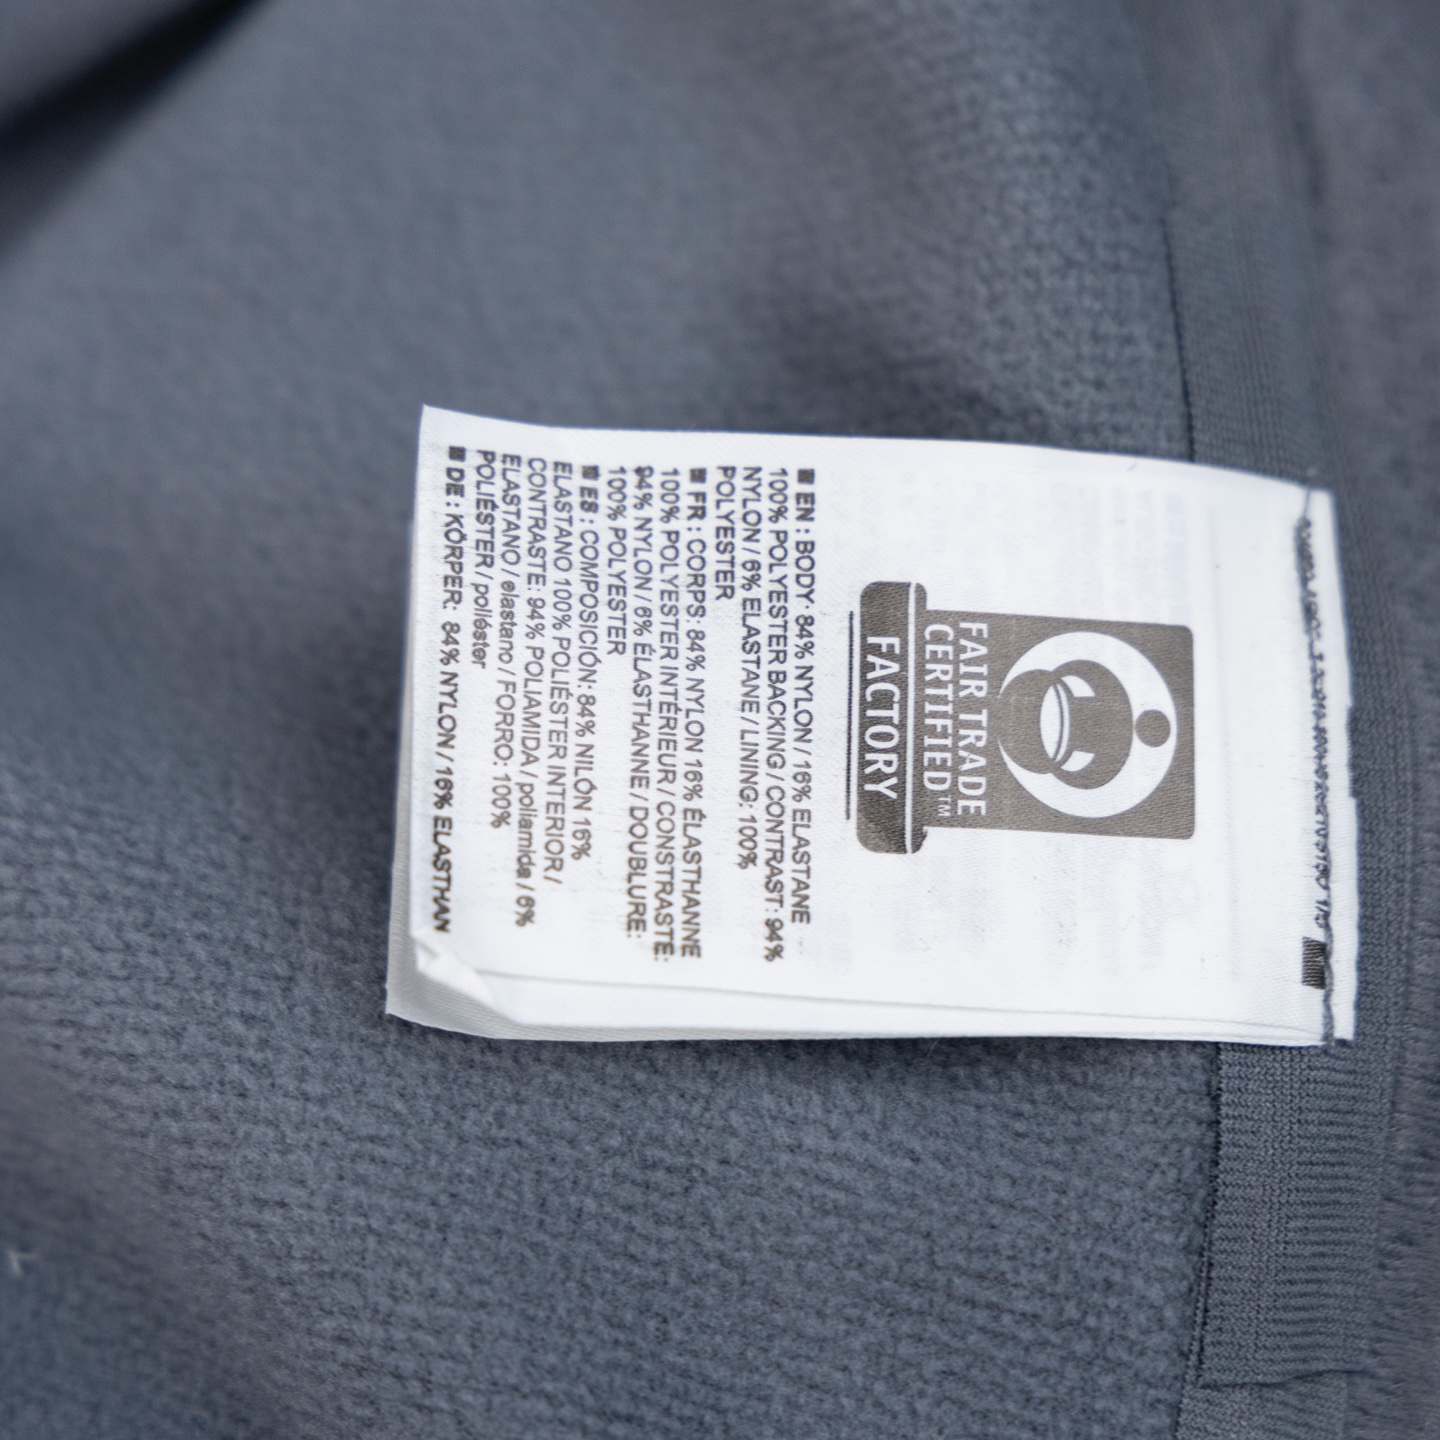 FAIR TRADE
CERTIFIED™
FACTORY
■ EN : BODY: 84% NYLON / 16% ELASTANE
100% POLYESTER BACKING / CONTRAST: 94%
NYLON / 6% ELASTANE / LINING: 100%
POLYESTER
■ FR : CORPS: 84% NYLON 16% ÉLASTHANNE
100% POLYESTER INTÉRIEUR / CONSTRASTE:
94% NYLON / 6% ÉLASTHANNE / DOUBLURE:
100% POLYESTER
■ ES : COMPOSICIÓN: 84% NILÓN 16%
ELASTANO 100% POLIÉSTER INTERIOR /
CONTRASTE: 94% POLIAMIDA / poliamida / 6%
ELASTANO / elastano / FORRO: 100%
POLIÉSTER / poliéster
■ DE : KÖRPER: 84% NYLON / 16% ELASTHAN